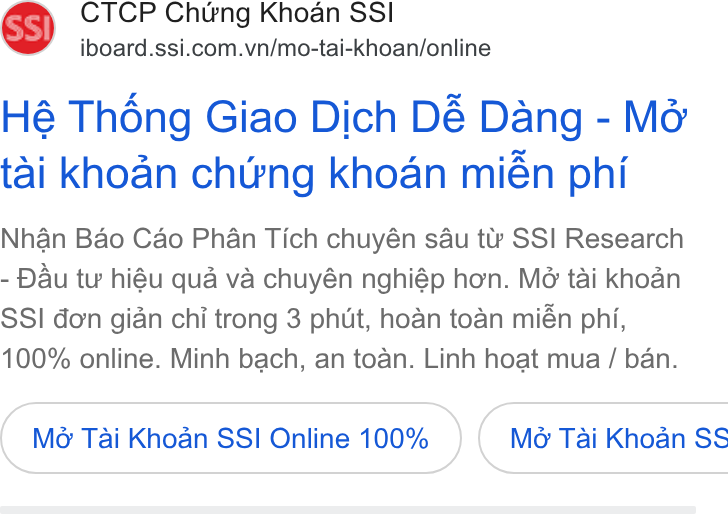 SSI
CTCP Chứng Khoán SSI
iboard.ssi.com.vn/mo-tai-khoan/online
Hệ Thống Giao Dịch Dễ Dàng - Mở
tài khoản chứng khoán miễn phí
Nhận Báo Cáo Phân Tích chuyên sâu từ SSI Research
- Đầu tư hiệu quả và chuyên nghiệp hơn. Mở tài khoản
SSI đơn giản chỉ trong 3 phút, hoàn toàn miễn phí,
100% online. Minh bạch, an toàn. Linh hoạt mua / bán.
Mở Tài Khoản SSI Online 100%
Mở Tài Khoản SS